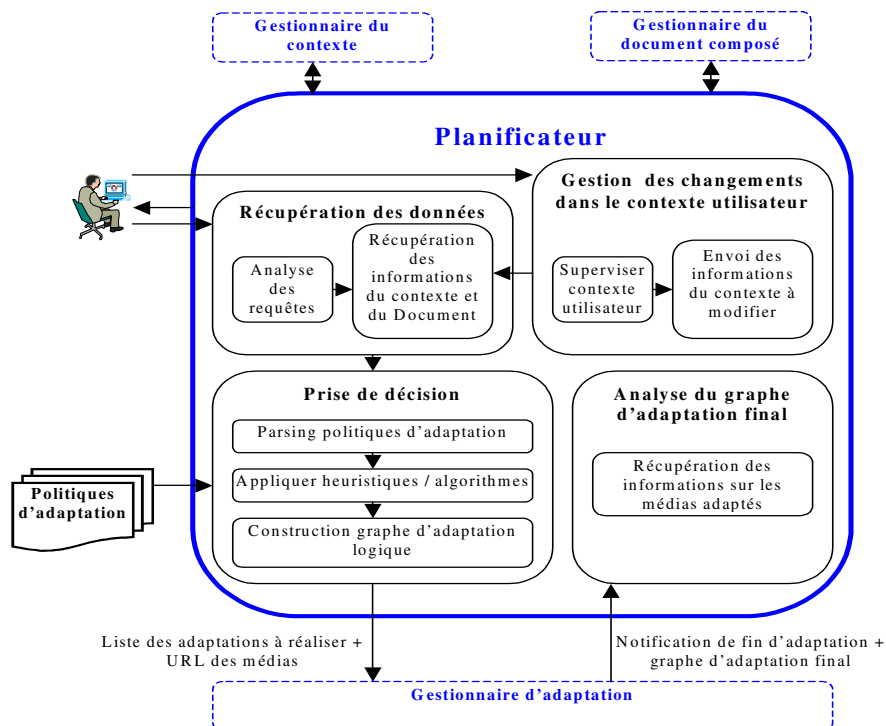 Gestionnaire du
contexte
Gestionnaire du
document composé
Planificateur
Gestion des changements
dans le contexte utilisateur
Récupération des données
Analyse
des
requêtes
Récupération
des
informations
du contexte et
du Document
Superviser
contexte
utilisateur
Envoi des
informations
du contexte à
modifier
Prise de décision
Parsing politiques d'adaptation
Appliquer heuristiques / algorithmes
Construction graphe d'adaptation
logique
Analyse du graphe
d'adaptation final
Récupération des
informations sur les
médias adaptés
Politiques
d'adaptation
Liste des adaptations à réaliser +
URL des médias
Notification de fin d'adaptation +
graphe d'adaptation final
Gestionnaire d'adaptation